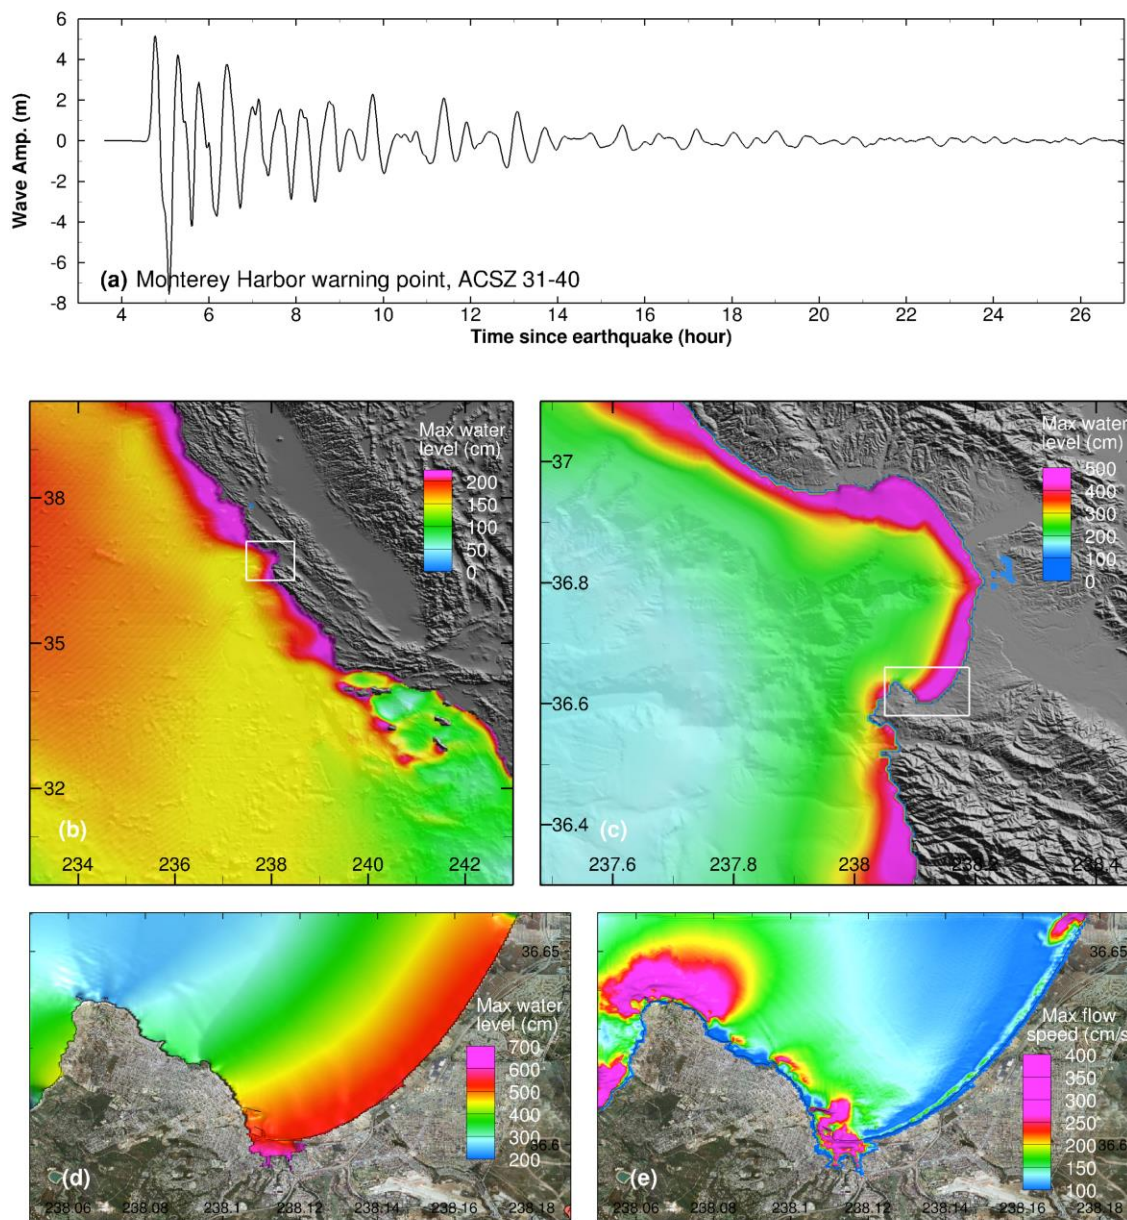 6
4
2
0
-2
-4
-6
-8
Wave Amp. (m)
(a) Monterey Harbor warning point, ACSZ 31-40
4 6 8 10 12 14 16 18 20 22 24 26
Time since earthquake (hour)
Max water
level (cm)
200
150
100
50
0
38
35
32
(b)
234 236 238 240 242
Max water
level (cm)
500
400
300
200
100
0
37
36.8
36.6
36.4
(c)
237.6 237.8 238 238.2 238.4
Max water
level (cm)
700
600
500
400
300
200
36.65
36.6
(d)
238.06 238.08 238.1 238.12 238.14 238.16 238.18
Max flow
speed (cm/s
400
350
300
250
200
150
100
36.65
36.6
(e)
238.06 238.08 238.1 238.12 238.14 238.16 238.18